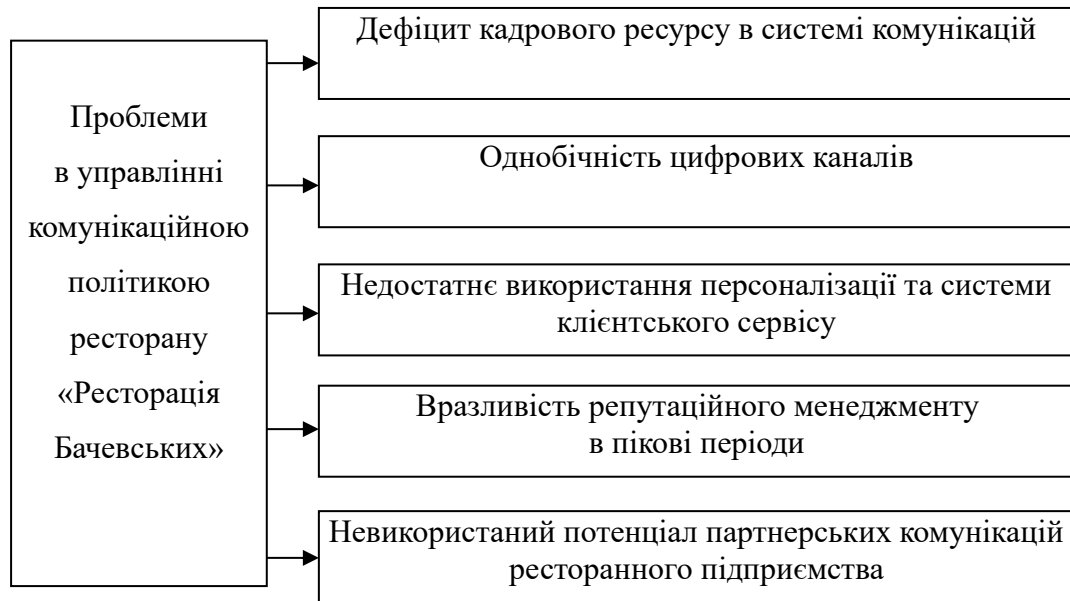 Проблеми
в управлінні
комунікаційною
політикою
ресторану
«Ресторація
Бачевських»
Дефіцит кадрового ресурсу в системі комунікацій
Однобічність цифрових каналів
Недостатнє використання персоналізації та системи
клієнтського сервісу
Вразливість репутаційного менеджменту
в пікові періоди
Невикористаний потенціал партнерських комунікацій
ресторанного підприємства